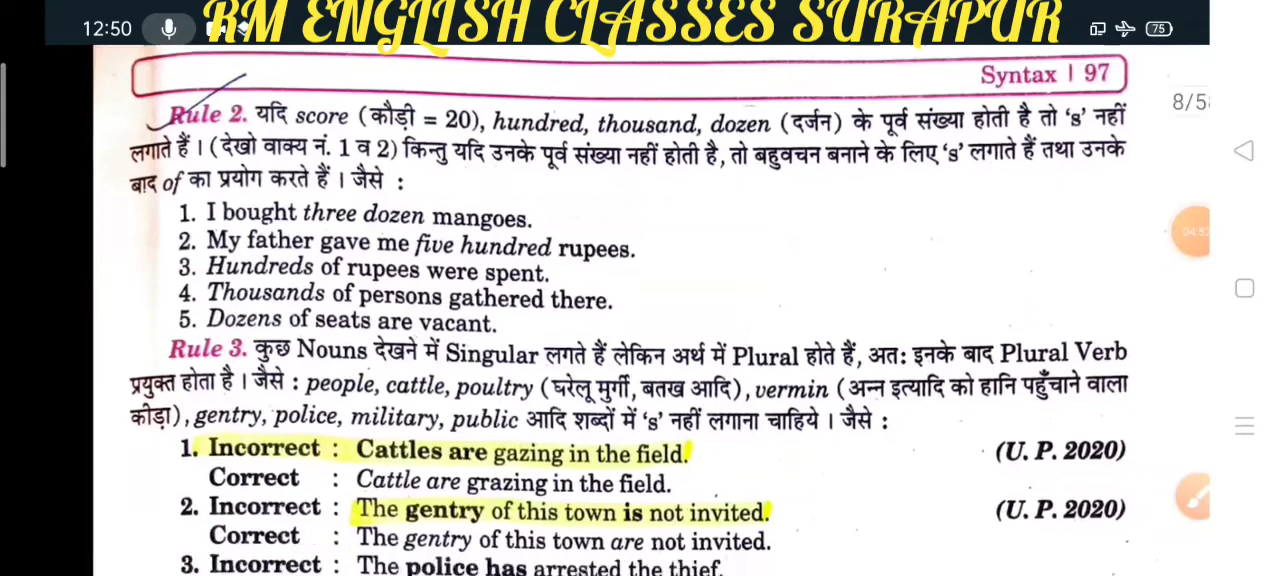 RM ENGLISH CLASSES SURAPUR
12:50
75
Syntax | 97
8/5
Rule 2. यदि score (कौड़ी = 20), hundred, thousand, dozen (दर्जन) के पूर्व संख्या होती है तो 's' नहीं
लगाते हैं। (देखो वाक्य नं. 1 व 2) किन्तु यदि उनके पूर्व संख्या नहीं होती है, तो बहुवचन बनाने के लिए 's' लगाते हैं तथा उनके
बाद of का प्रयोग करते हैं। जैसे :
1. I bought three dozen mangoes.
2. My father gave me five hundred rupees.
3. Hundreds of rupees were spent.
4. Thousands of persons gathered there.
5. Dozens of seats are vacant.
Rule 3. कुछ Nouns देखने में Singular लगते हैं लेकिन अर्थ में Plural होते हैं, अतः इनके बाद Plural Verb
प्रयुक्त होता है। जैसे : people, cattle, poultry (घरेलू मुर्गी, बतख आदि), vermin (अन्न इत्यादि को हानि पहुँचाने वाला
कीड़ा), gentry, police, military, public आदि शब्दों में 's' नहीं लगाना चाहिये। जैसे :
1. Incorrect : Cattles are gazing in the field. (U. P. 2020)
Correct : Cattle are grazing in the field.
2. Incorrect : The gentry of this town is not invited. (U. P. 2020)
Correct : The gentry of this town are not invited.
3. Incorrect : The police has arrested the thief.